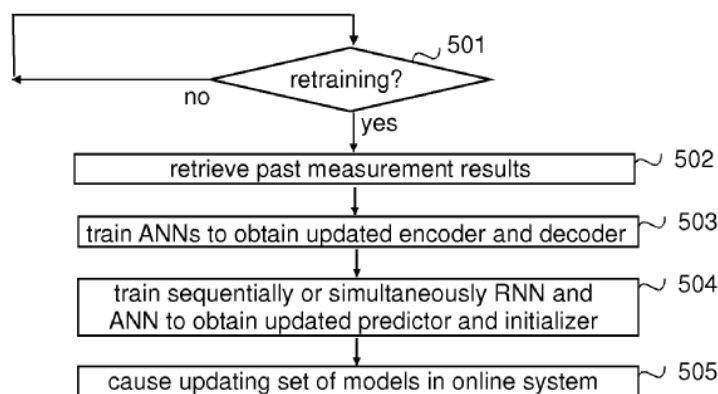 501
retraining?
no
yes
retrieve past measurement results
502
train ANNs to obtain updated encoder and decoder
503
train sequentially or simultaneously RNN and
ANN to obtain updated predictor and initializer
504
cause updating set of models in online system
505